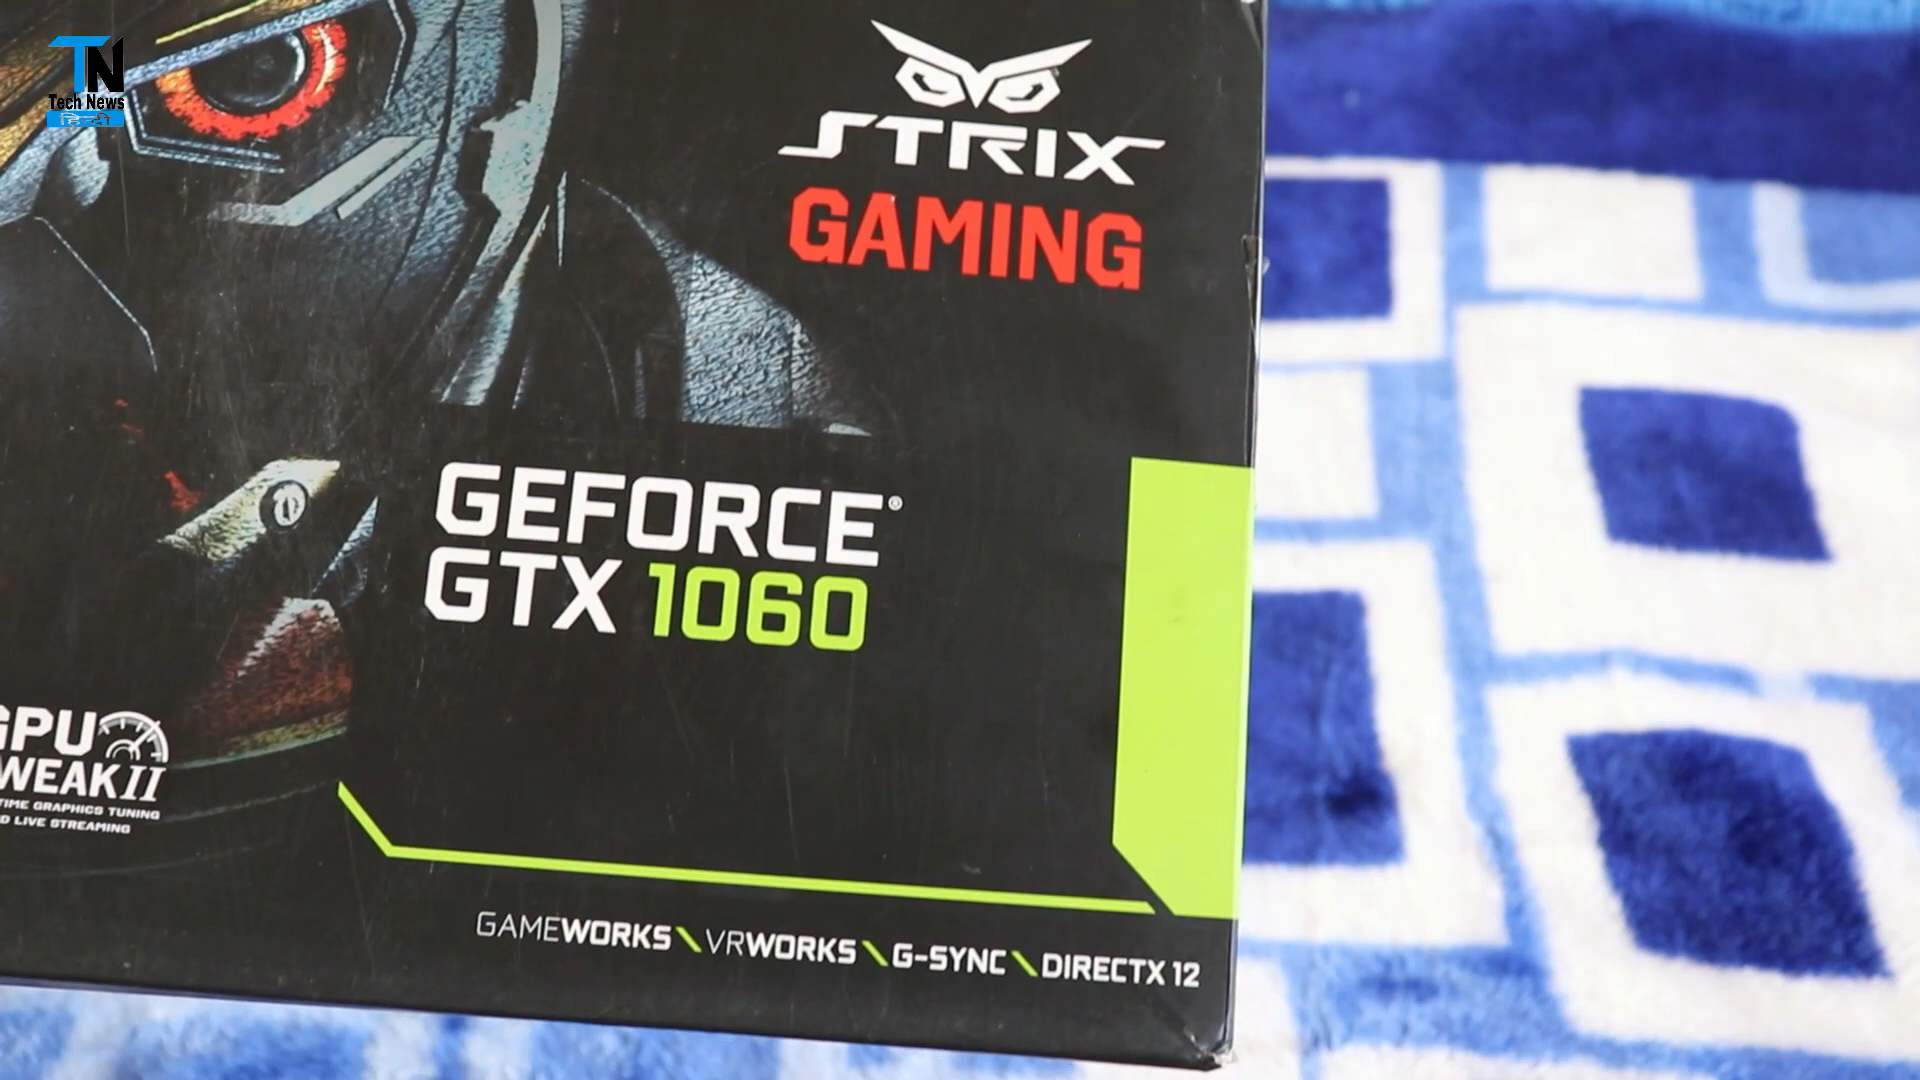 TN
Tech News
हिन्दी
STRIX
GAMING
GEFORCE®
GTX 1060
GPU
WEAK II
TIME GRAPHICS TUNING
D LIVE STREAMING
GAMEWORKS \ VRWORKS \ G-SYNC \ DIRECTX 12